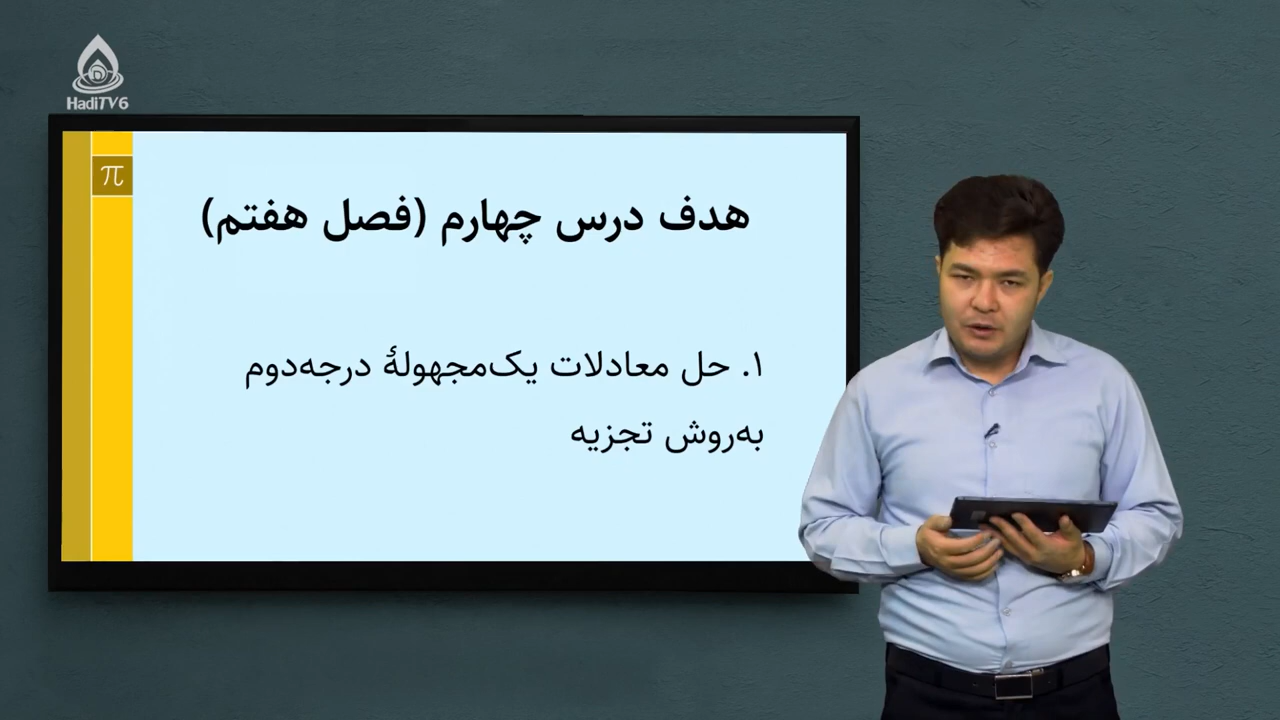 HadiTV6
π
هدف درس چهارم (فصل هفتم)
۱. حل معادلات یک‌مجهولهٔ درجه‌دوم
به‌روش تجزیه